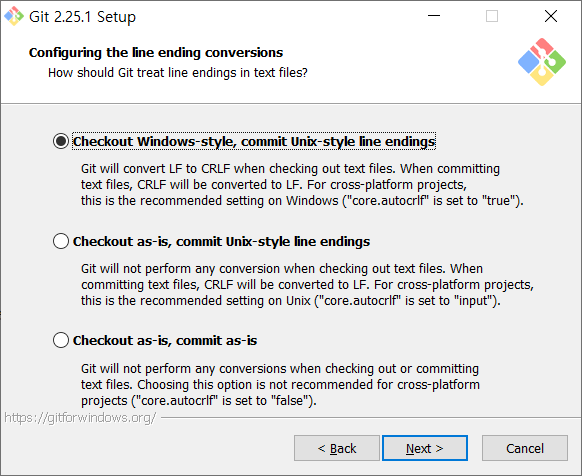 Git 2.25.1 Setup
Configuring the line ending conversions
How should Git treat line endings in text files?
Checkout Windows-style, commit Unix-style line endings
Git will convert LF to CRLF when checking out text files. When committing
text files, CRLF will be converted to LF. For cross-platform projects,
this is the recommended setting on Windows ("core.autocrlf" is set to "true").
Checkout as-is, commit Unix-style line endings
Git will not perform any conversion when checking out text files. When
committing text files, CRLF will be converted to LF. For cross-platform projects,
this is the recommended setting on Unix ("core.autocrlf" is set to "input").
Checkout as-is, commit as-is
Git will not perform any conversions when checking out or committing
text files. Choosing this option is not recommended for cross-platform
projects ("core.autocrlf" is set to "false").
https://gitforwindows.org/
< Back Next > Cancel